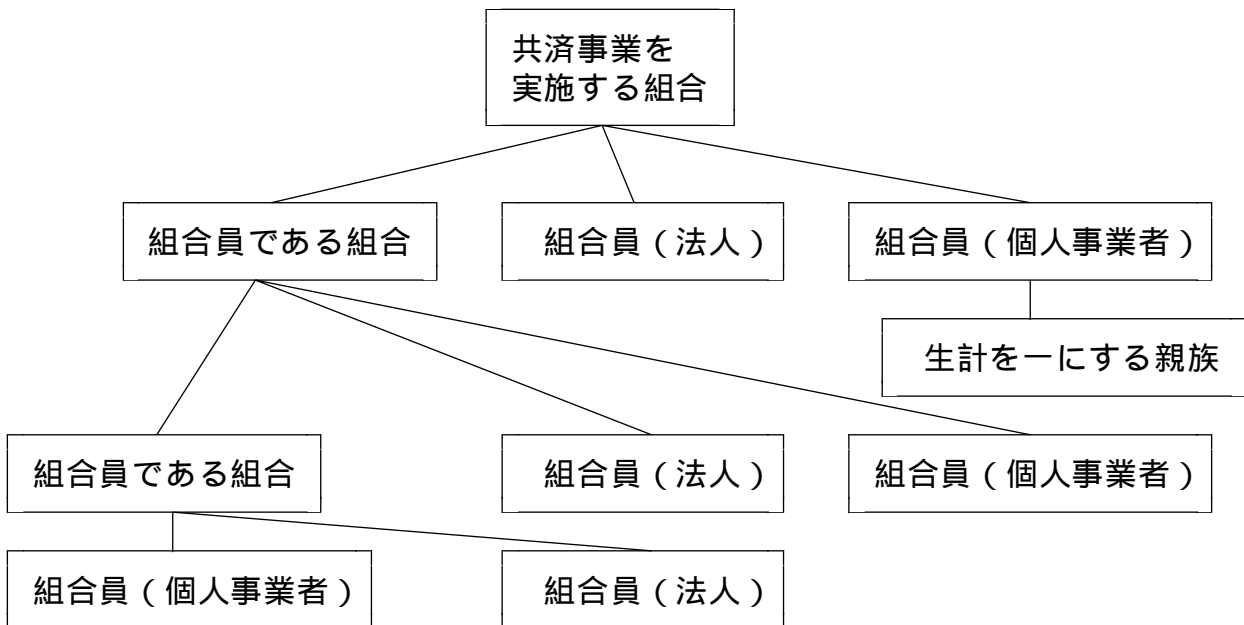 共済事業を
実施する組合
組合員である組合
組合員（法人）
組合員（個人事業者）
生計を一にする親族
組合員である組合
組合員（法人）
組合員（個人事業者）
組合員（個人事業者）
組合員（法人）